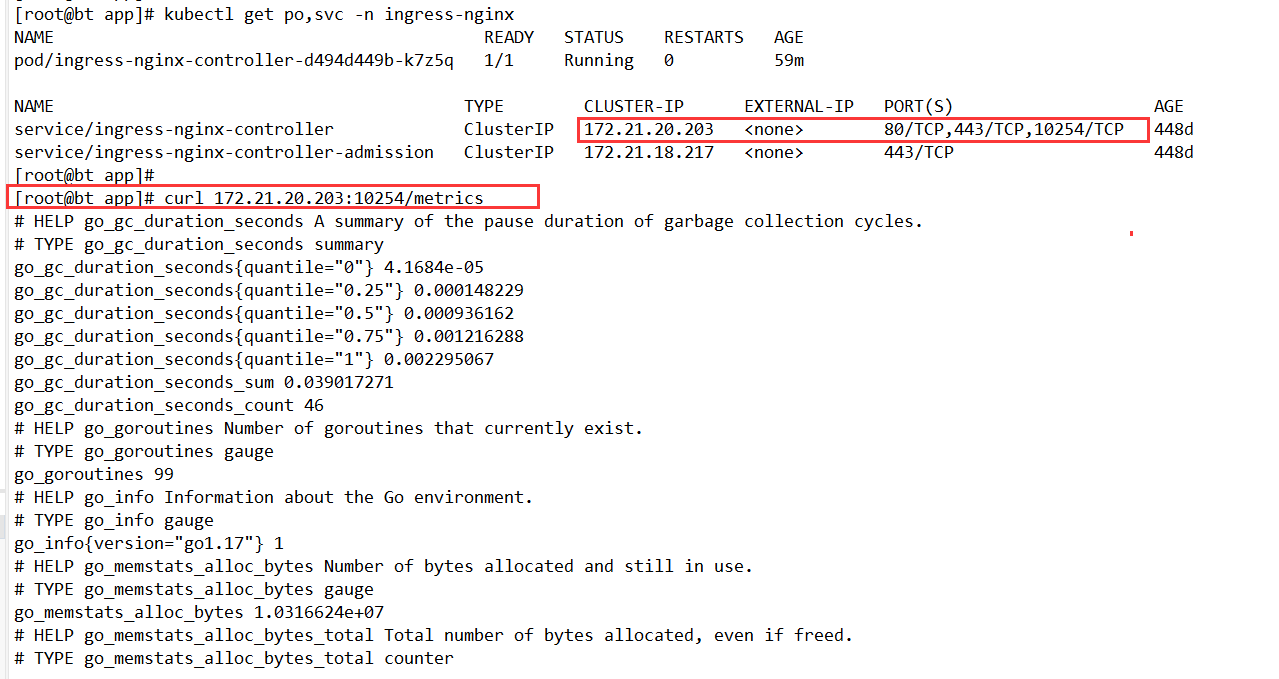 [root@bt app]# kubectl get po,svc -n ingress-nginx
NAME READY STATUS RESTARTS AGE
pod/ingress-nginx-controller-d494d449b-k7z5q 1/1 Running 0 59m
NAME TYPE CLUSTER-IP EXTERNAL-IP PORT(S) AGE
service/ingress-nginx-controller ClusterIP 172.21.20.203 <none> 80/TCP,443/TCP,10254/TCP 448d
service/ingress-nginx-controller-admission ClusterIP 172.21.18.217 <none> 443/TCP 448d
[root@bt app]#
[root@bt app]# curl 172.21.20.203:10254/metrics
# HELP go_gc_duration_seconds A summary of the pause duration of garbage collection cycles.
# TYPE go_gc_duration_seconds summary
go_gc_duration_seconds{quantile="0"} 4.1684e-05
go_gc_duration_seconds{quantile="0.25"} 0.000148229
go_gc_duration_seconds{quantile="0.5"} 0.000936162
go_gc_duration_seconds{quantile="0.75"} 0.001216288
go_gc_duration_seconds{quantile="1"} 0.002295067
go_gc_duration_seconds_sum 0.039017271
go_gc_duration_seconds_count 46
# HELP go_goroutines Number of goroutines that currently exist.
# TYPE go_goroutines gauge
go_goroutines 99
# HELP go_info Information about the Go environment.
# TYPE go_info gauge
go_info{version="go1.17"} 1
# HELP go_memstats_alloc_bytes Number of bytes allocated and still in use.
# TYPE go_memstats_alloc_bytes gauge
go_memstats_alloc_bytes 1.0316624e+07
# HELP go_memstats_alloc_bytes_total Total number of bytes allocated, even if freed.
# TYPE go_memstats_alloc_bytes_total counter